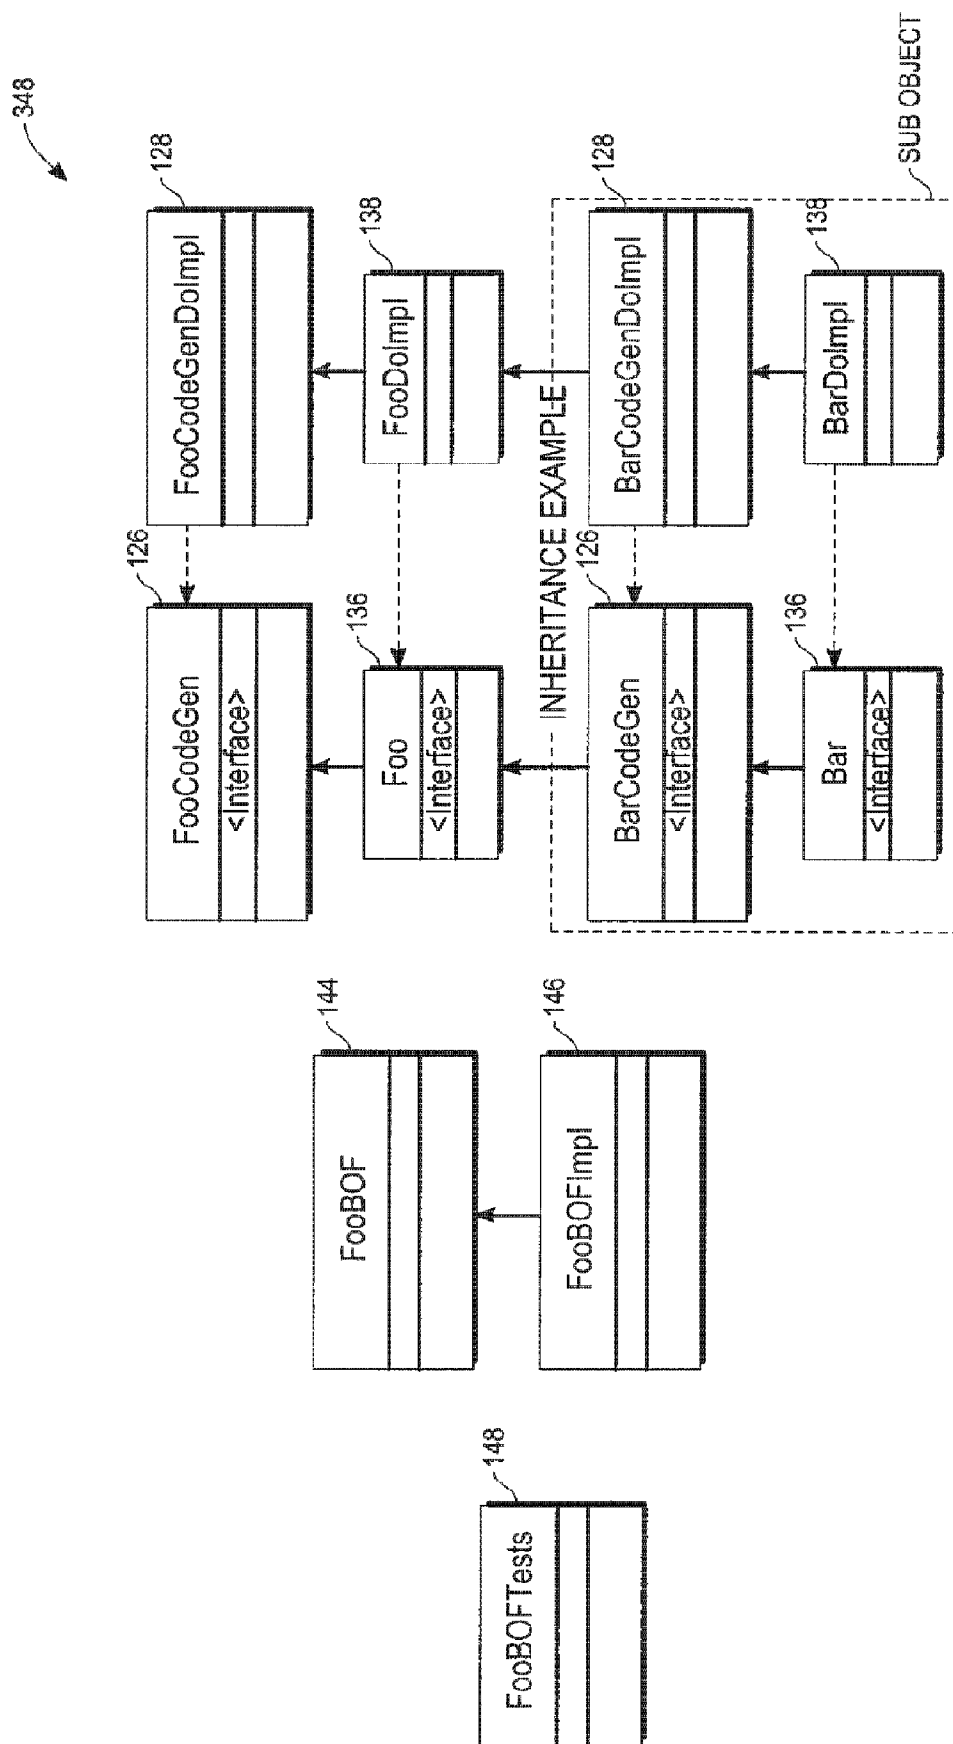 348
FooBOFTests
148
FooBOF
144
FooBOFImpl
146
FooCodeGen
<Interface>
126
FooCodeGenDoImpl
128
Foo
<Interface>
136
FooDoImpl
138
INHERITANCE EXAMPLE
BarCodeGen
<Interface>
126
BarCodeGenDoImpl
128
Bar
<Interface>
136
BarDoImpl
138
SUB OBJECT